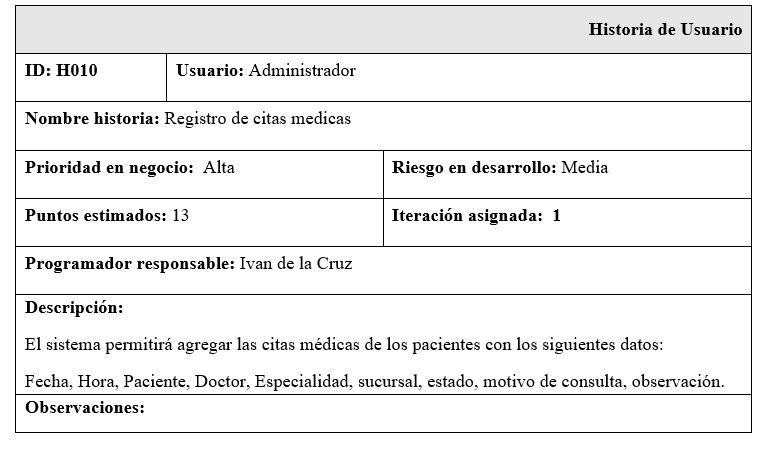 Historia de Usuario
ID: H010 Usuario: Administrador
Nombre historia: Registro de citas medicas
Prioridad en negocio: Alta Riesgo en desarrollo: Media
Puntos estimados: 13 Iteración asignada: 1
Programador responsable: Ivan de la Cruz
Descripción:
El sistema permitirá agregar las citas médicas de los pacientes con los siguientes datos:
Fecha, Hora, Paciente, Doctor, Especialidad, sucursal, estado, motivo de consulta, observación.
Observaciones: